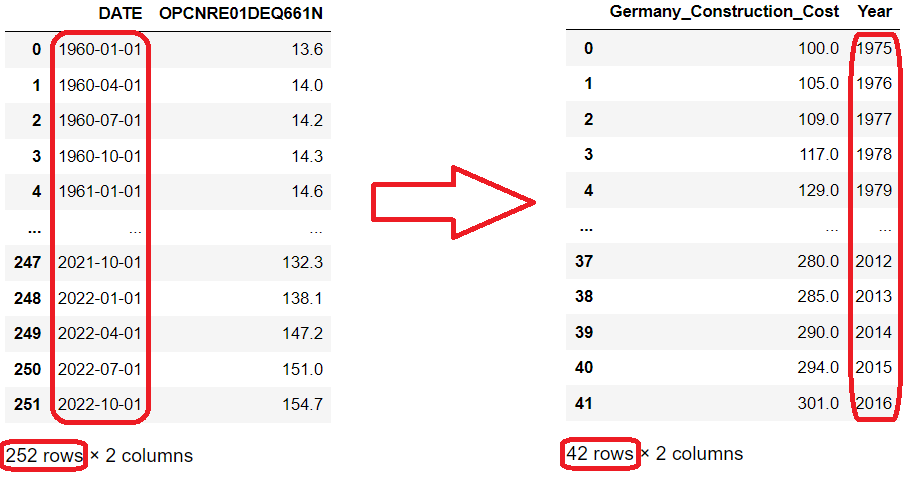 DATE OPCNRE01DEQ661N
0 1960-01-01 13.6
1 1960-04-01 14.0
2 1960-07-01 14.2
3 1960-10-01 14.3
4 1961-01-01 14.6
... ... ...
247 2021-10-01 132.3
248 2022-01-01 138.1
249 2022-04-01 147.2
250 2022-07-01 151.0
251 2022-10-01 154.7
252 rows × 2 columns
Germany_Construction_Cost Year
0 100.0 1975
1 105.0 1976
2 109.0 1977
3 117.0 1978
4 129.0 1979
... ... ...
37 280.0 2012
38 285.0 2013
39 290.0 2014
40 294.0 2015
41 301.0 2016
42 rows × 2 columns